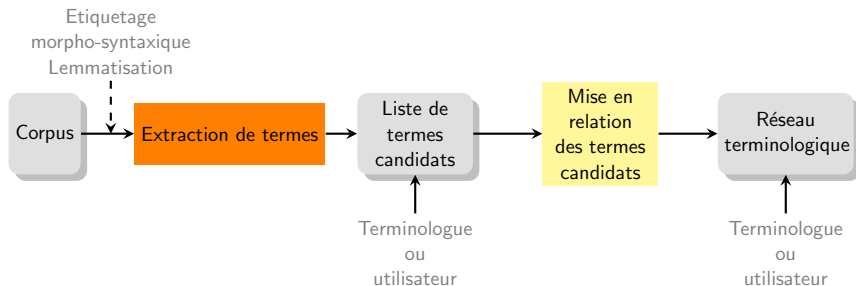 Etiquetage
morpho-syntaxique
Lemmatisation
Corpus
Extraction de termes
Liste de
termes
candidats
Mise en
relation
des termes
candidats
Réseau
terminologique
Terminologue
ou
utilisateur
Terminologue
ou
utilisateur